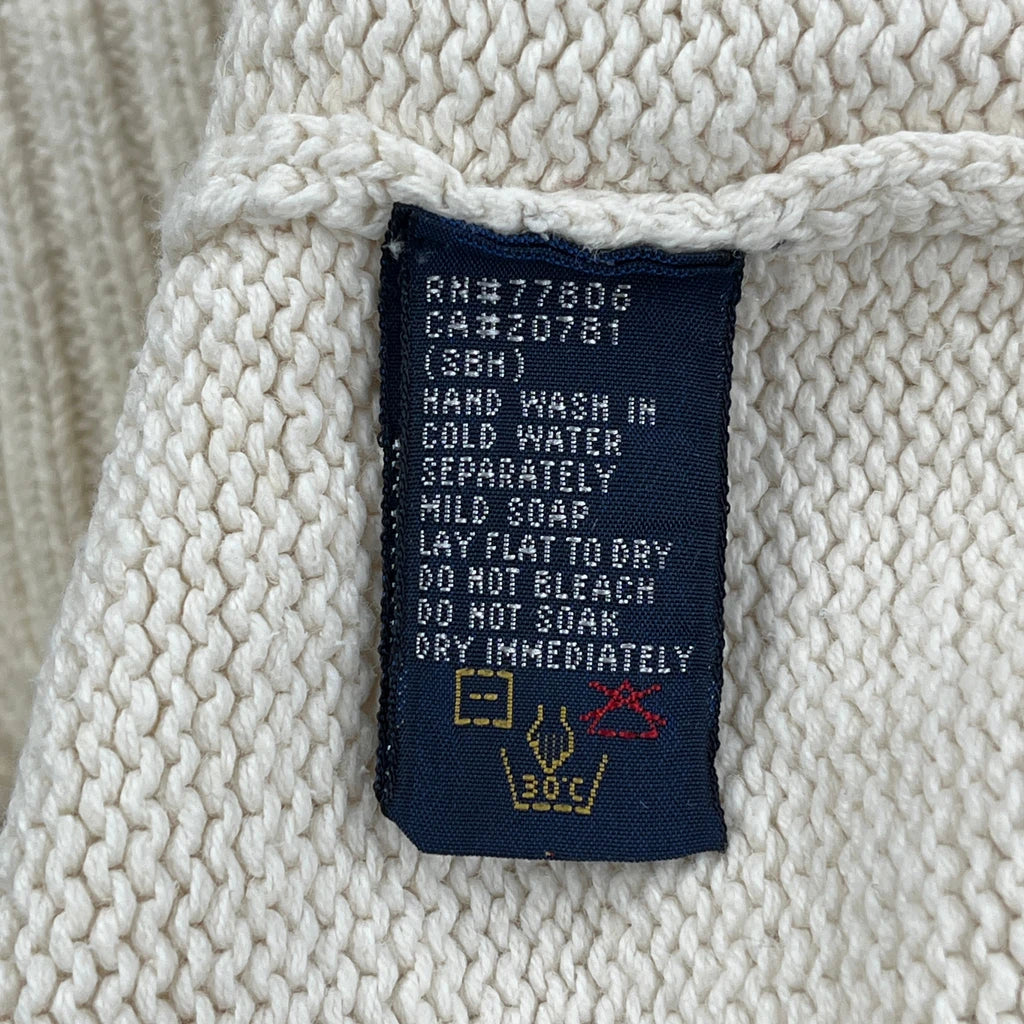 RN#77806
CA#20781
(SBH)
HAND WASH IN
COLD WATER
SEPARATELY
MILD SOAP
LAY FLAT TO DRY
DO NOT BLEACH
DO NOT SOAK
DRY IMMEDIATELY
30°C